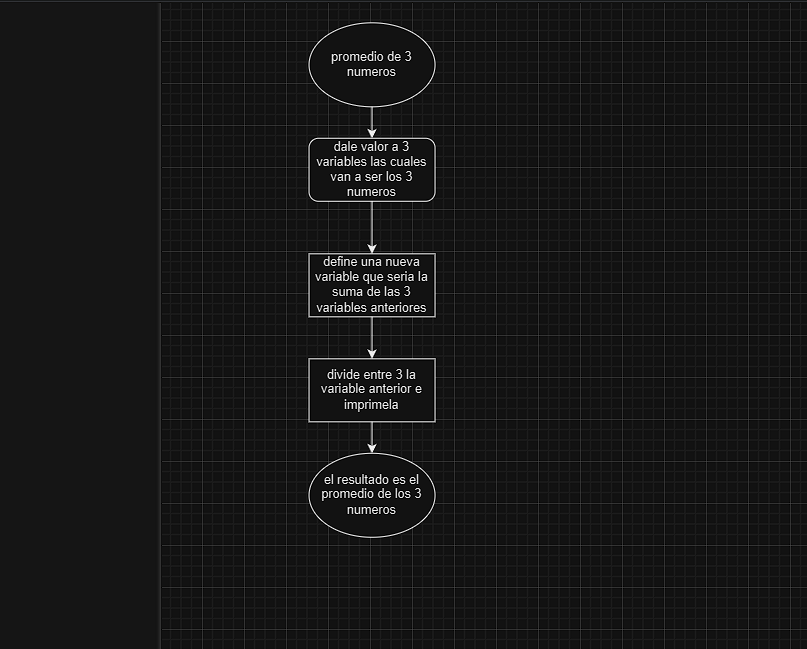 promedio de 3
numeros
dale valor a 3
variables las cuales
van a ser los 3
numeros
define una nueva
variable que seria la
suma de las 3
variables anteriores
divide entre 3 la
variable anterior e
imprimela
el resultado es el
promedio de los 3
numeros